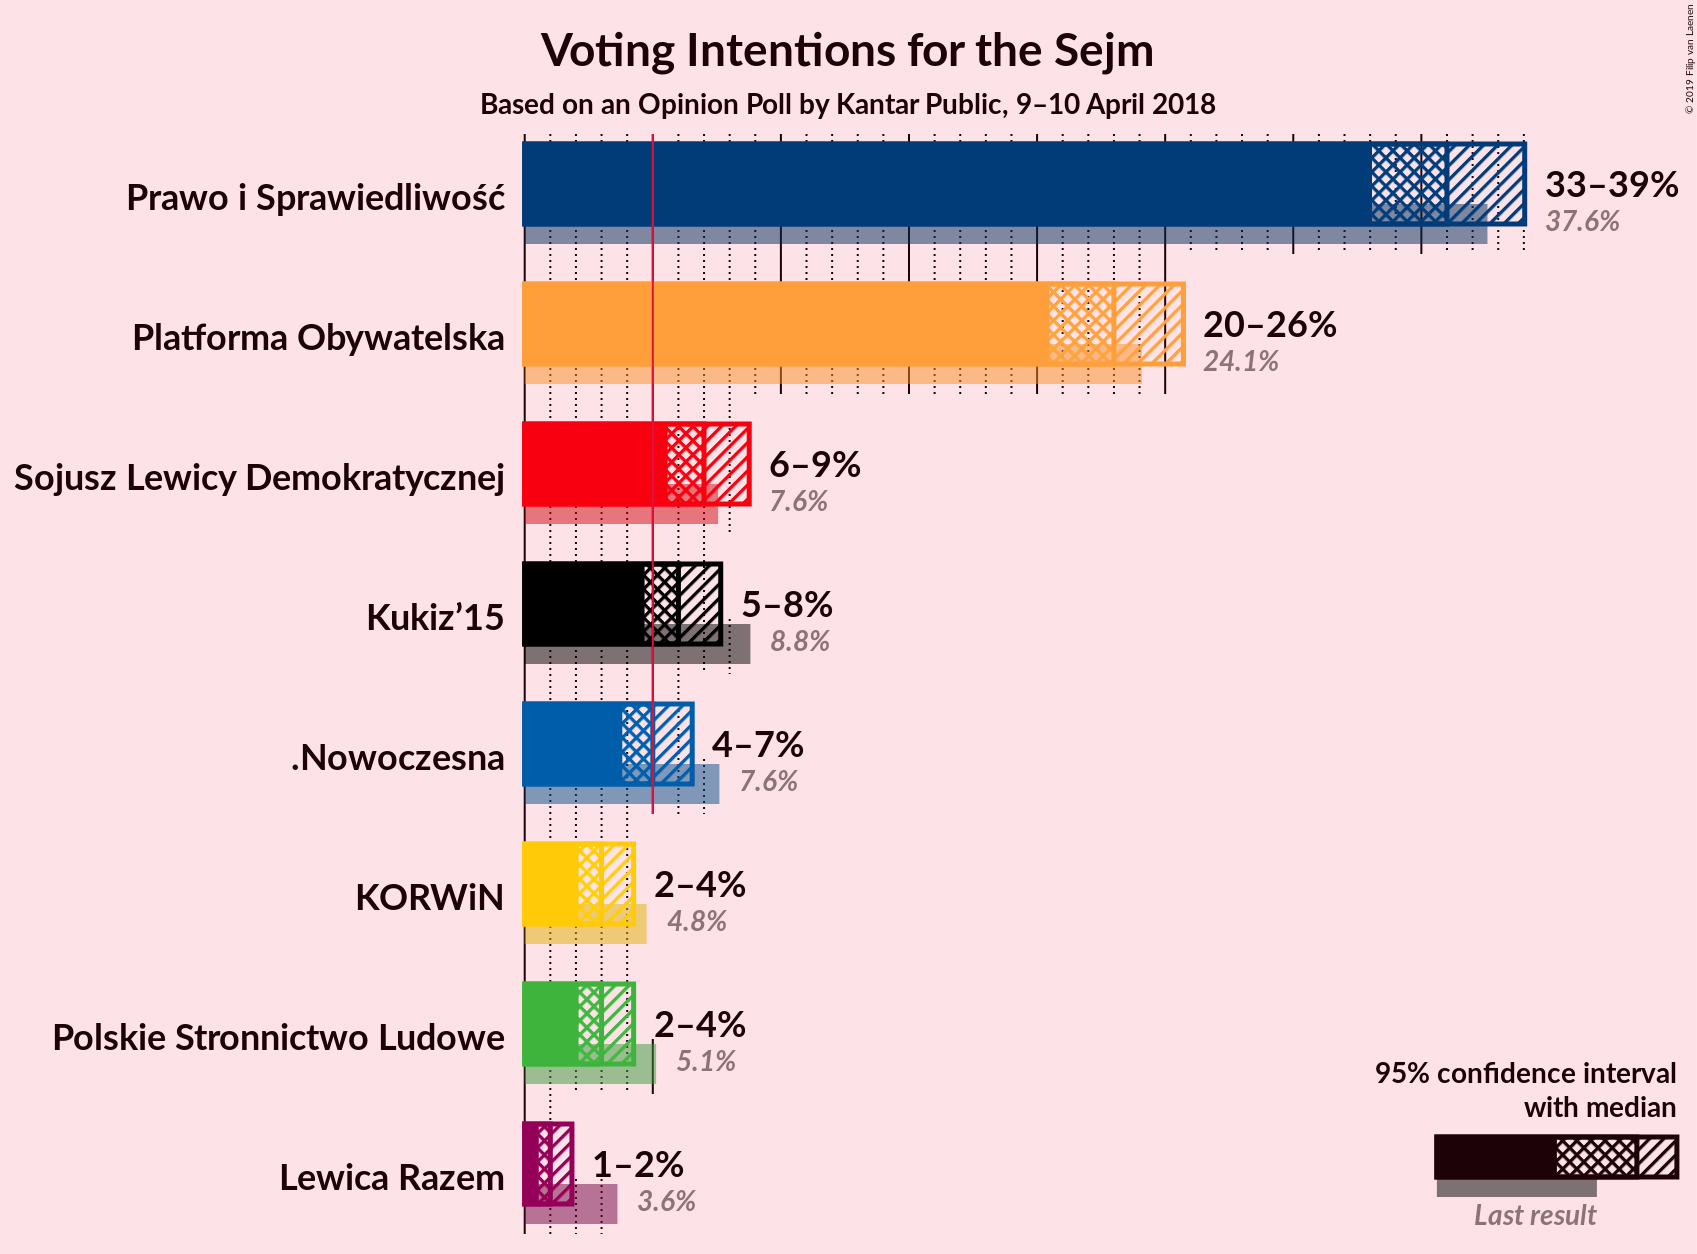 Voting Intentions for the Sejm
Based on an Opinion Poll by Kantar Public, 9–10 April 2018
© 2019 Filip van Laenen
Prawo i Sprawiedliwość
33–39%
37.6%
Platforma Obywatelska
20–26%
24.1%
Sojusz Lewicy Demokratycznej
6–9%
7.6%
Kukiz’15
5–8%
8.8%
.Nowoczesna
4–7%
7.6%
KORWiN
2–4%
4.8%
Polskie Stronnictwo Ludowe
2–4%
5.1%
Lewica Razem
1–2%
3.6%
95% confidence interval
with median
Last result